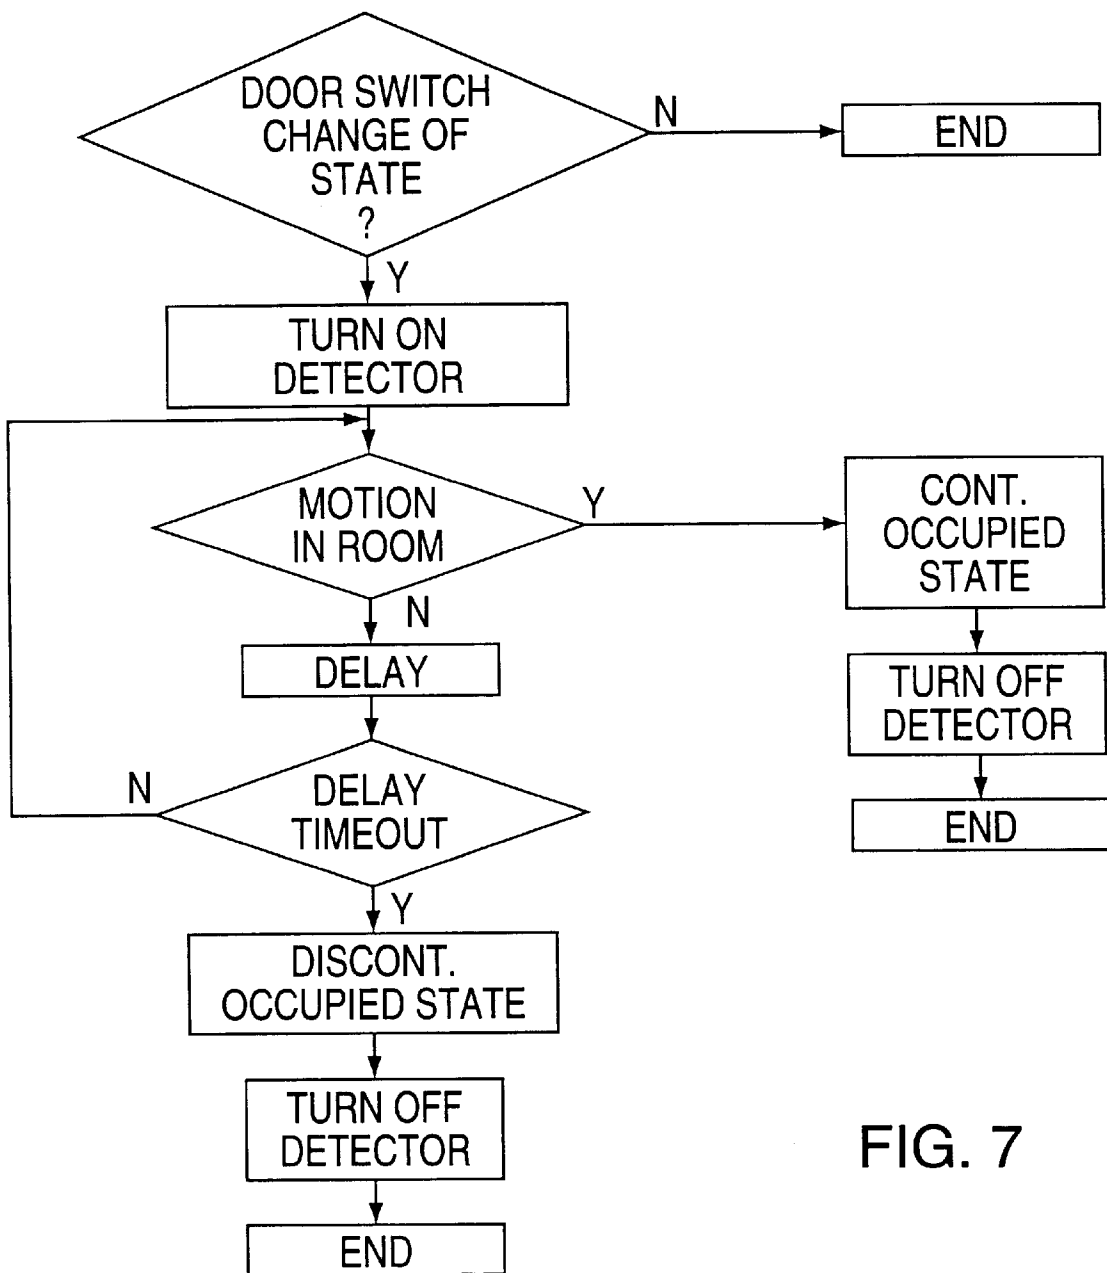 DOOR SWITCH
CHANGE OF
STATE
?
N
END
Y
TURN ON
DETECTOR
MOTION
IN ROOM
Y
CONT.
OCCUPIED
STATE
N
DELAY
TURN OFF
DETECTOR
N
DELAY
TIMEOUT
END
Y
DISCONT.
OCCUPIED STATE
TURN OFF
DETECTOR
FIG. 7
END